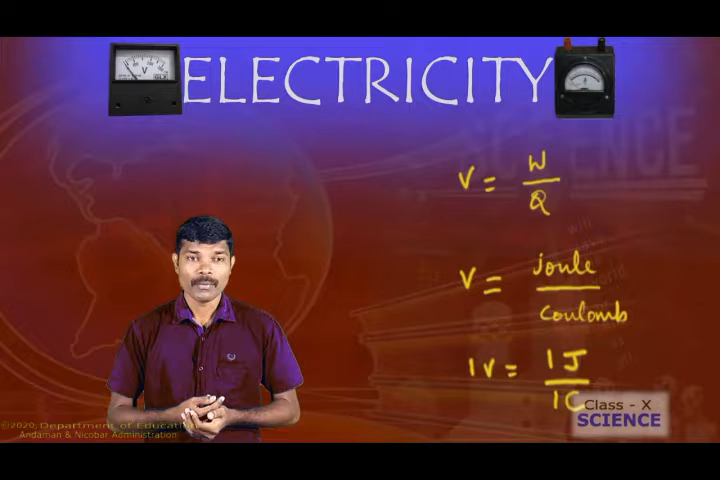 ELECTRICITY
V = W
Q
V = joule
coulomb
1V = 1J
1C
Class - X
SCIENCE
©2020, Department of Education
Andaman & Nicobar Administration